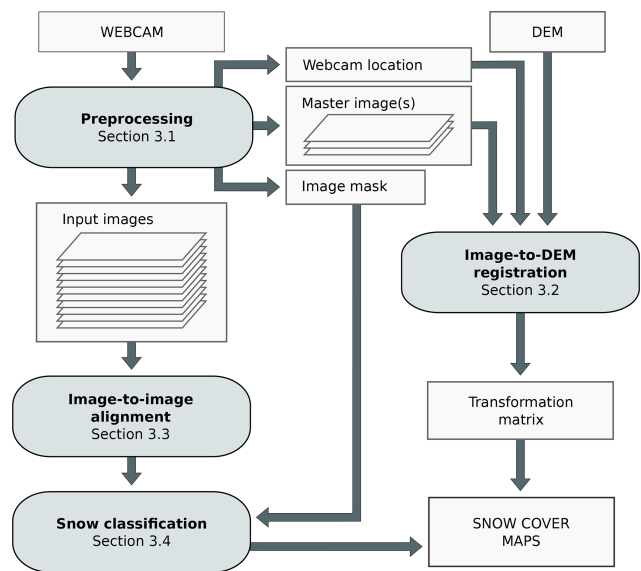 WEBCAM
DEM
Webcam location
Preprocessing
Section 3.1
Master image(s)
Image mask
Input images
Image-to-DEM
registration
Section 3.2
Image-to-image
alignment
Section 3.3
Transformation
matrix
Snow classification
Section 3.4
SNOW COVER
MAPS